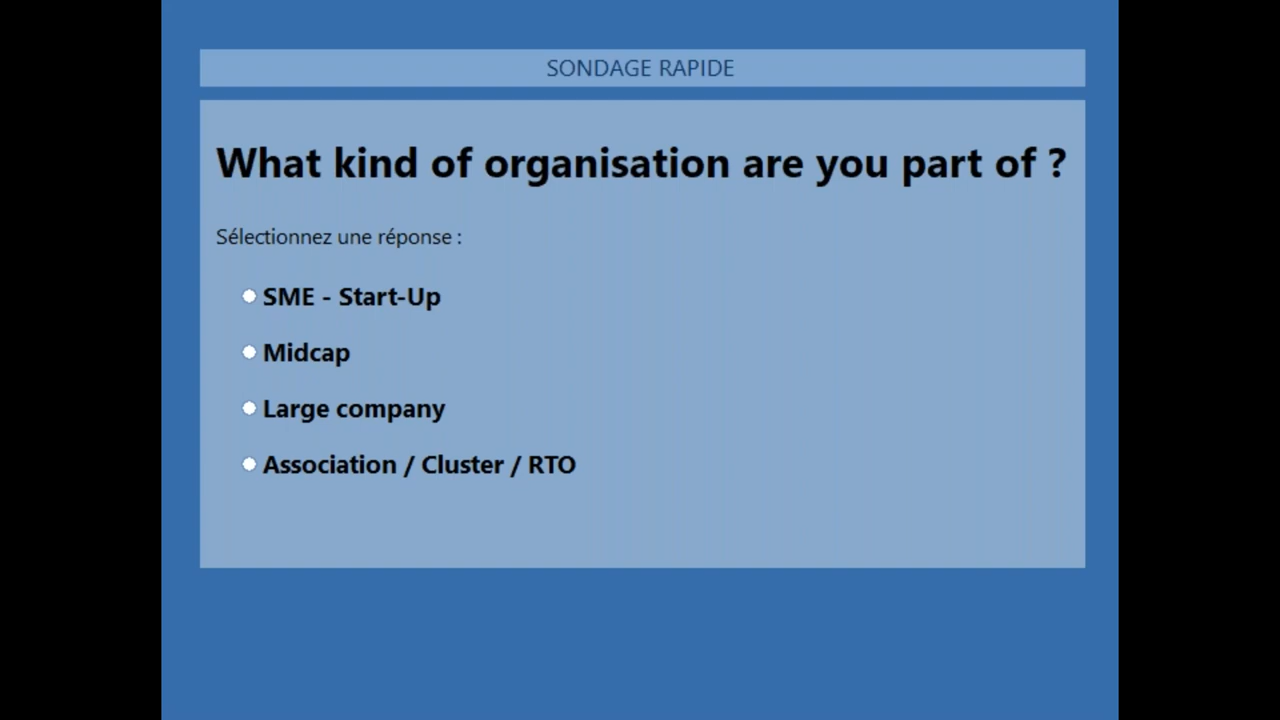 SONDAGE RAPIDE
What kind of organisation are you part of ?
Sélectionnez une réponse :
SME - Start-Up
Midcap
Large company
Association / Cluster / RTO